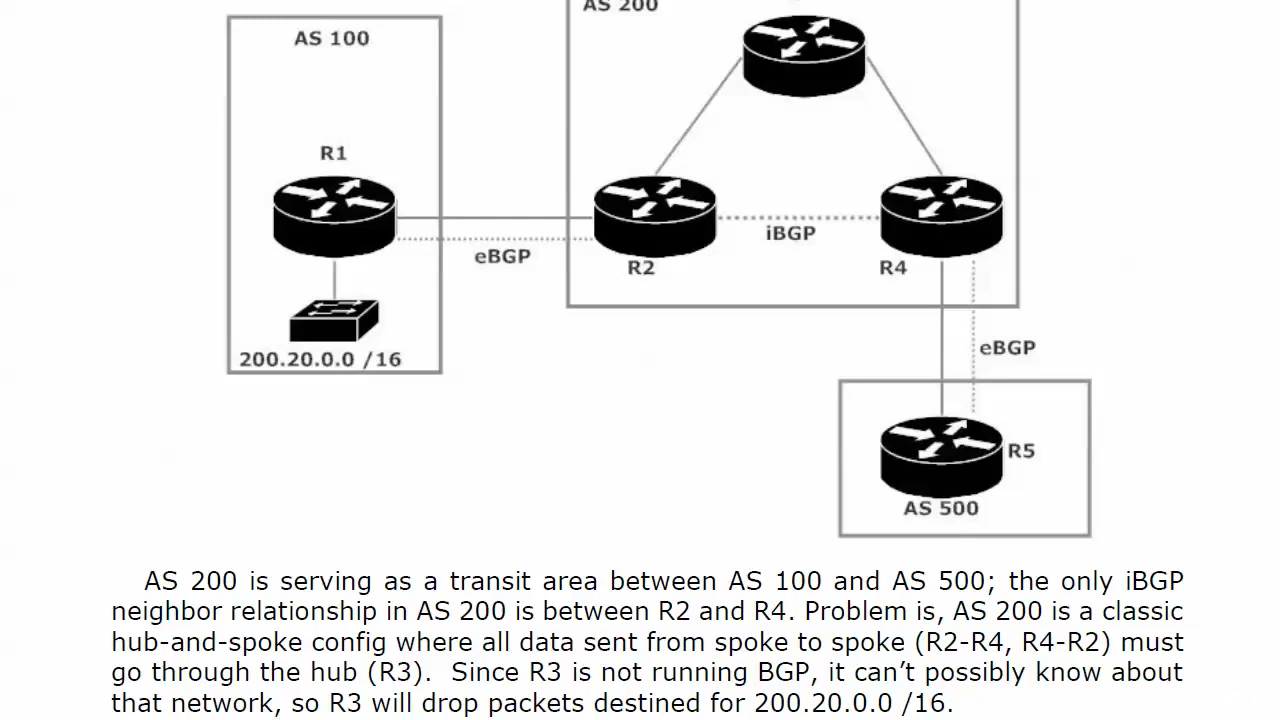 AS 200
AS 100
R1
iBGP
eBGP
R2
R4
200.20.0.0 /16
eBGP
R5
AS 500
AS 200 is serving as a transit area between AS 100 and AS 500; the only iBGP
neighbor relationship in AS 200 is between R2 and R4. Problem is, AS 200 is a classic
hub-and-spoke config where all data sent from spoke to spoke (R2-R4, R4-R2) must
go through the hub (R3).  Since R3 is not running BGP, it can’t possibly know about
that network, so R3 will drop packets destined for 200.20.0.0 /16.